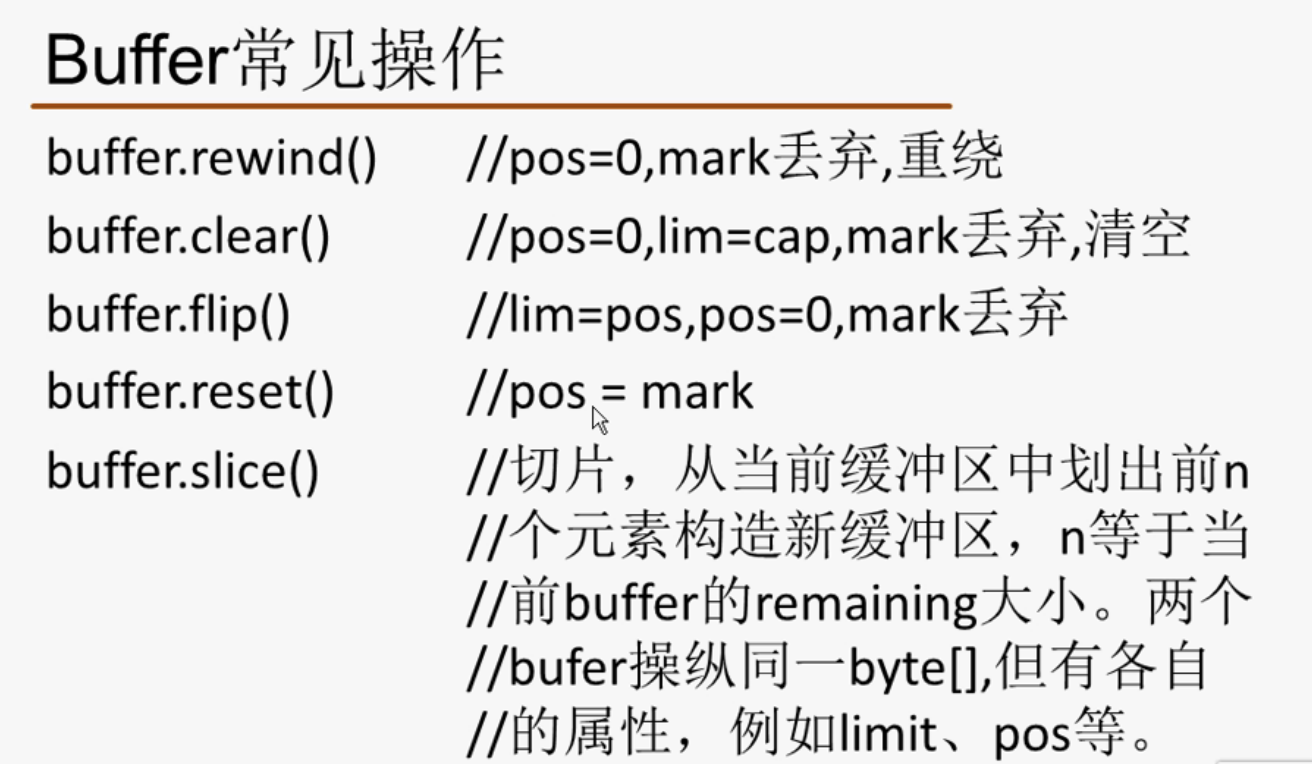 Buffer常见操作
buffer.rewind() //pos=0,mark丢弃,重绕
buffer.clear() //pos=0,lim=cap,mark丢弃,清空
buffer.flip() //lim=pos,pos=0,mark丢弃
buffer.reset() //pos = mark
buffer.slice() //切片，从当前缓冲区中划出前n
//个元素构造新缓冲区，n等于当
//前buffer的remaining大小。两个
//bufer操纵同一byte[],但有各自
//的属性，例如limit、pos等。